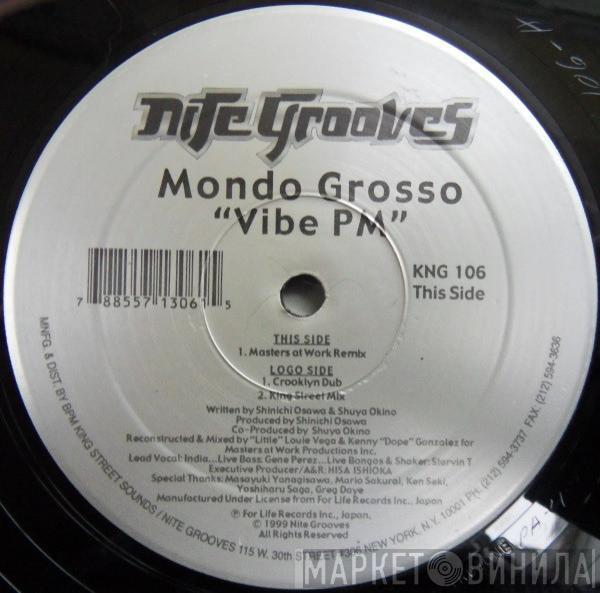 NITE GROOVES
Mondo Grosso
"Vibe PM"
7 88557 13061 5
KNG 106
This Side
THIS SIDE
1. Masters at Work Remix
LOGO SIDE
1. Crooklyn Dub
2. King Street Mix
Written by Shinichi Osawa & Shuya Okino
Produced by Shinichi Osawa
Co-Produced by Shuya Okino
Reconstructed & Mixed by "Little" Louie Vega & Kenny "Dope" Gonzalez for
Masters at Work Productions Inc.
Lead Vocal: India...Live Bass: Gene Perez...Live Bongos & Shaker: Starvin T
Executive Producer/A&R: HISA ISHIOKA
Special Thanks: Masayuki Yanagisawa, Mario Sakurai, Ken Seki,
Yoshiharu Saga, Greg Daye
Manufactured Under License from For Life Records Inc., Japan
℗ For Life Records Inc., Japan.
© 1999 Nite Grooves
All Rights Reserved
MNFG. & DIST. BY BPM KING STREET SOUNDS / NITE GROOVES 115 W. 30th STREET #306 NEW YORK, N.Y. 10001 PH. (212) 594-3737 FAX. (212) 594-3636
МАРКЕТ ВИНИЛА